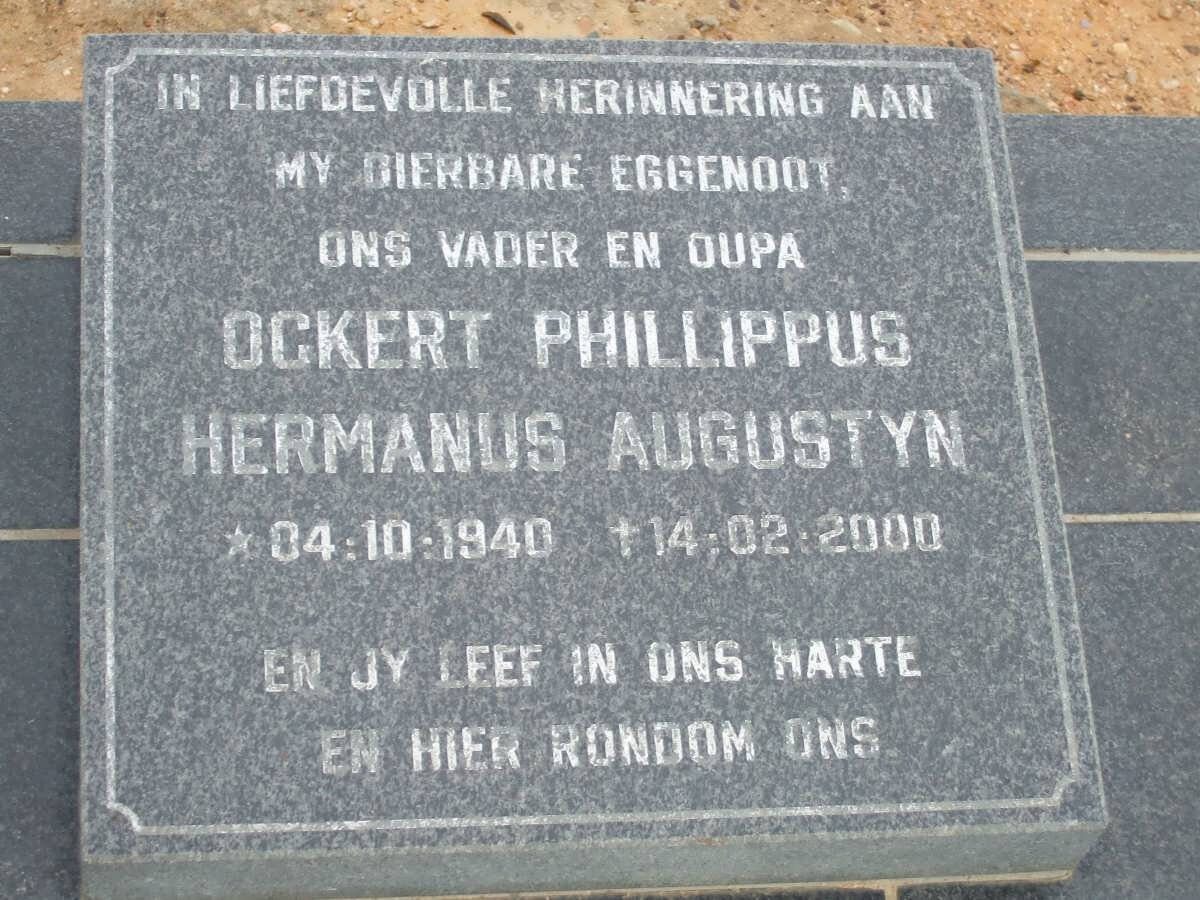 IN LIEFDEVOLLE HERINNERING AAN
MY DIERBARE EGGENOOT,
ONS VADER EN OUPA
OCKERT PHILLIPPUS
HERMANUS AUGUSTYN
★04:10:1940 ✝14:02:2000
EN JY LEEF IN ONS HARTE
EN HIER RONDOM ONS